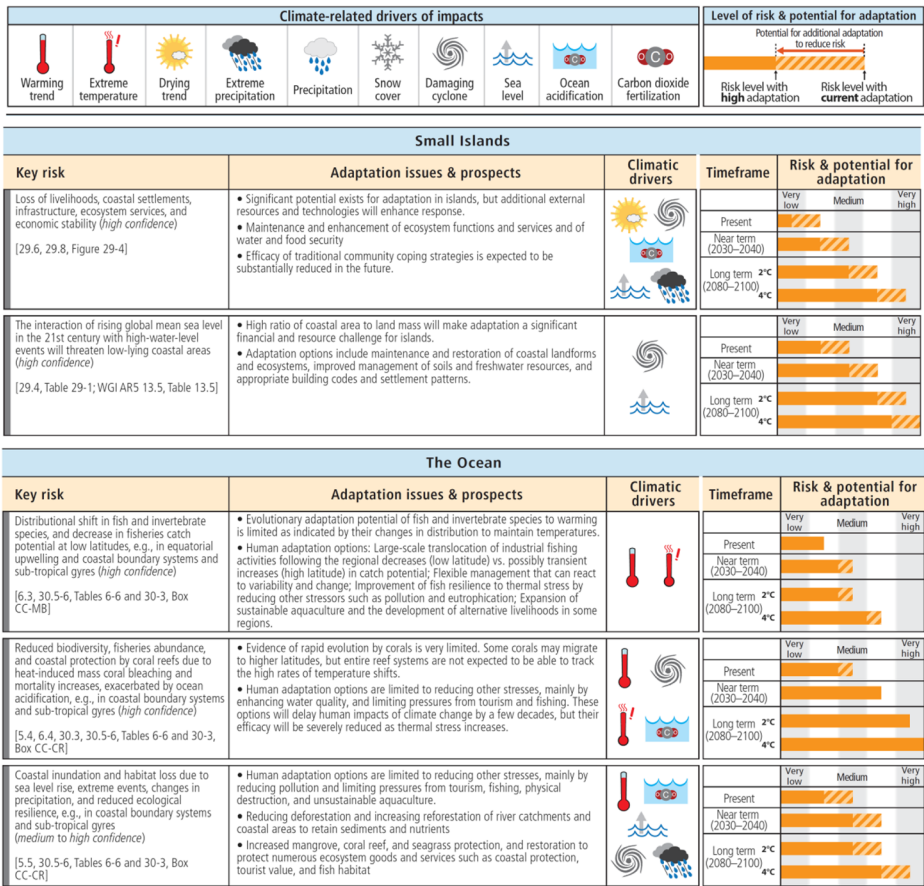 Climate-related drivers of impacts
Level of risk & potential for adaptation
Potential for additional adaptation
to reduce risk
Risk level with
high adaptation
Risk level with
current adaptation
Warming
trend
Extreme
temperature
Drying
trend
Extreme
precipitation
Precipitation
Snow
cover
Damaging
cyclone
Sea
level
Ocean
acidification
Carbon dioxide
fertilization
Small Islands
Key risk
Adaptation issues & prospects
Climatic
drivers
Timeframe
Risk & potential for
adaptation
Loss of livelihoods, coastal settlements,
infrastructure, ecosystem services, and
economic stability (high confidence)
[29.6, 29.8, Figure 29-4]
• Significant potential exists for adaptation in islands, but additional external
resources and technologies will enhance response.
• Maintenance and enhancement of ecosystem functions and services and of
water and food security
• Efficacy of traditional community coping strategies is expected to be
substantially reduced in the future.
Very
low
Medium
Very
high
Present
Near term
(2030–2040)
Long term 2°C
(2080–2100)
4°C
The interaction of rising global mean sea level
in the 21st century with high-water-level
events will threaten low-lying coastal areas
(high confidence)
[29.4, Table 29-1; WGI AR5 13.5, Table 13.5]
• High ratio of coastal area to land mass will make adaptation a significant
financial and resource challenge for islands.
• Adaptation options include maintenance and restoration of coastal landforms
and ecosystems, improved management of soils and freshwater resources, and
appropriate building codes and settlement patterns.
Very
low
Medium
Very
high
Present
Near term
(2030–2040)
Long term 2°C
(2080–2100)
4°C
The Ocean
Key risk
Adaptation issues & prospects
Climatic
drivers
Timeframe
Risk & potential for
adaptation
Distributional shift in fish and invertebrate
species, and decrease in fisheries catch
potential at low latitudes, e.g., in equatorial
upwelling and coastal boundary systems and
sub-tropical gyres (high confidence)
[6.3, 30.5-6, Tables 6-6 and 30-3, Box
CC-MB]
• Evolutionary adaptation potential of fish and invertebrate species to warming
is limited as indicated by their changes in distribution to maintain temperatures.
• Human adaptation options: Large-scale translocation of industrial fishing
activities following the regional decreases (low latitude) vs. possibly transient
increases (high latitude) in catch potential; Flexible management that can react
to variability and change; Improvement of fish resilience to thermal stress by
reducing other stressors such as pollution and eutrophication; Expansion of
sustainable aquaculture and the development of alternative livelihoods in some
regions.
Very
low
Medium
Very
high
Present
Near term
(2030–2040)
Long term 2°C
(2080–2100)
4°C
Reduced biodiversity, fisheries abundance,
and coastal protection by coral reefs due to
heat-induced mass coral bleaching and
mortality increases, exacerbated by ocean
acidification, e.g., in coastal boundary systems
and sub-tropical gyres (high confidence)
[5.4, 6.4, 30.3, 30.5-6, Tables 6-6 and 30-3,
Box CC-CR]
• Evidence of rapid evolution by corals is very limited. Some corals may migrate
to higher latitudes, but entire reef systems are not expected to be able to track
the high rates of temperature shifts.
• Human adaptation options are limited to reducing other stresses, mainly by
enhancing water quality, and limiting pressures from tourism and fishing. These
options will delay human impacts of climate change by a few decades, but their
efficacy will be severely reduced as thermal stress increases.
Very
low
Medium
Very
high
Present
Near term
(2030–2040)
Long term 2°C
(2080–2100)
4°C
Coastal inundation and habitat loss due to
sea level rise, extreme events, changes in
precipitation, and reduced ecological
resilience, e.g., in coastal boundary systems
and sub-tropical gyres
(medium to high confidence)
[5.5, 30.5-6, Tables 6-6 and 30-3, Box
CC-CR]
• Human adaptation options are limited to reducing other stresses, mainly by
reducing pollution and limiting pressures from tourism, fishing, physical
destruction, and unsustainable aquaculture.
• Reducing deforestation and increasing reforestation of river catchments and
coastal areas to retain sediments and nutrients
• Increased mangrove, coral reef, and seagrass protection, and restoration to
protect numerous ecosystem goods and services such as coastal protection,
tourist value, and fish habitat
Very
low
Medium
Very
high
Present
Near term
(2030–2040)
Long term 2°C
(2080–2100)
4°C